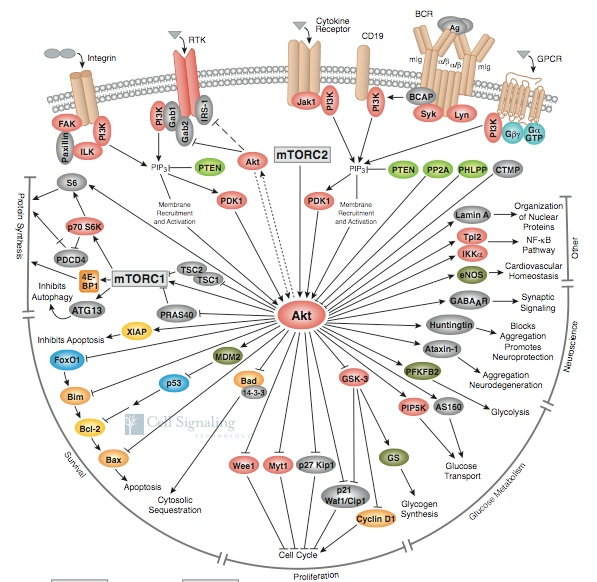 Integrin
RTK
Cytokine
Receptor
CD19
BCR
Ag
mIg
α/β
α/β
mIg
GPCR
FAK
Paxillin
ILK
PI3K
PI3K
Gab1
Gab2
IRS-1
Jak1
PI3K
PI3K
BCAP
Syk
Lyn
PI3K
Gβγ
Gα
GTP
PIP3
PTEN
Akt
mTORC2
PIP3
PTEN
PP2A
PHLPP
CTMP
PDK1
PDK1
Membrane
Recruitment
and Activation
Membrane
Recruitment
and Activation
Protein Synthesis
S6
p70 S6K
PDCD4
4E-
BP1
mTORC1
TSC2
TSC1
Inhibits
Autophagy
ATG13
PRAS40
Akt
Lamin A
Organization
of Nuclear
Proteins
Tpl2
IKKα
NF-κB
Pathway
eNOS
Cardiovascular
Homeostasis
Other
GABAAR
Synaptic
Signaling
Huntingtin
Blocks
Aggregation
Promotes
Neuroprotection
Ataxin-1
Aggregation
Neurodegeneration
Neuroscience
XIAP
Inhibits Apoptosis
FoxO1
MDM2
p53
Bim
Bcl-2
Bax
Apoptosis
Survival
Bad
14-3-3
Cytosolic
Sequestration
Cell Signaling
TECHNOLOGY
GSK-3
PFKFB2
Glycolysis
PIP5K
AS160
Glucose
Transport
Glucose Metabolism
GS
Glycogen
Synthesis
Wee1
Myt1
p27 Kip1
p21
Waf1/Cip1
Cyclin D1
Cell Cycle
Proliferation